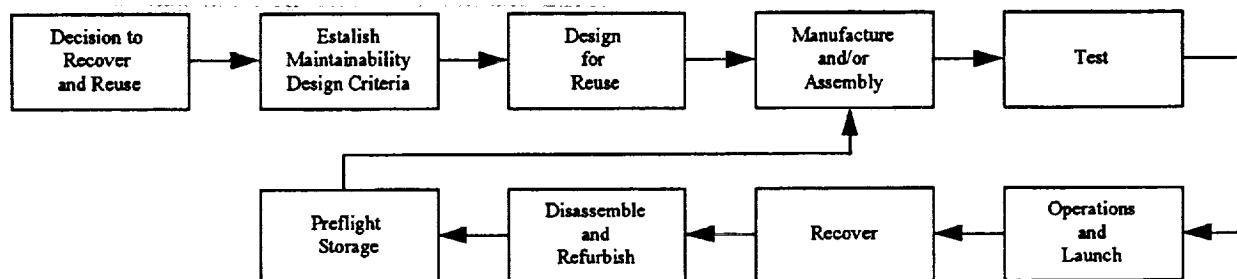 Decision to
Recover
and Reuse
Estalish
Maintainability
Design Criteria
Design
for
Reuse
Manufacture
and/or
Assembly
Test
Preflight
Storage
Disassemble
and
Refurbish
Recover
Operations
and
Launch